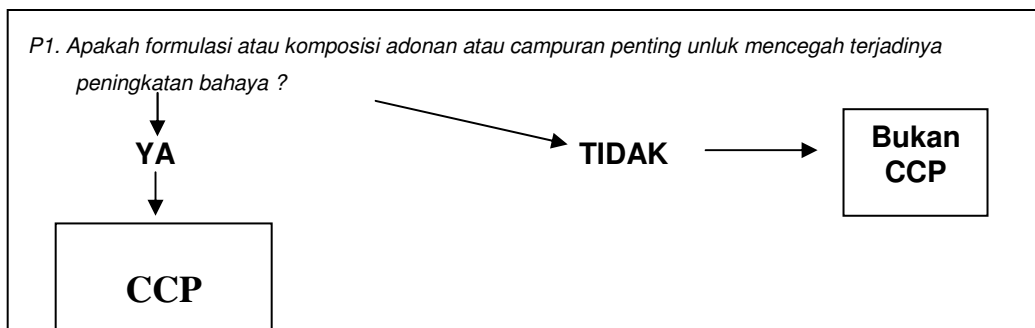 P1. Apakah formulasi atau komposisi adonan atau campuran penting unluk mencegah terjadinya
peningkatan bahaya ?
YA
TIDAK
Bukan
CCP
CCP